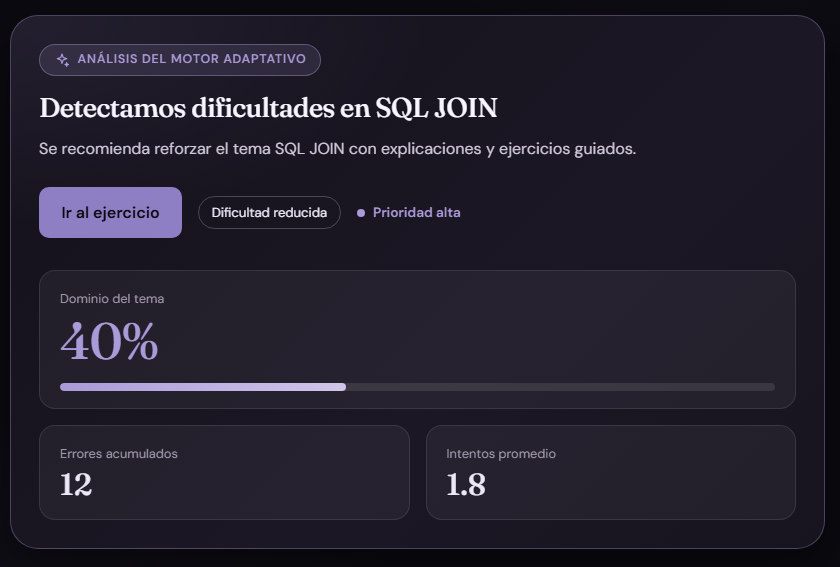 ANÁLISIS DEL MOTOR ADAPTATIVO
Detectamos dificultades en SQL JOIN
Se recomienda reforzar el tema SQL JOIN con explicaciones y ejercicios guiados.
Ir al ejercicio
Dificultad reducida
Prioridad alta
Dominio del tema
40%
Errores acumulados
12
Intentos promedio
1.8